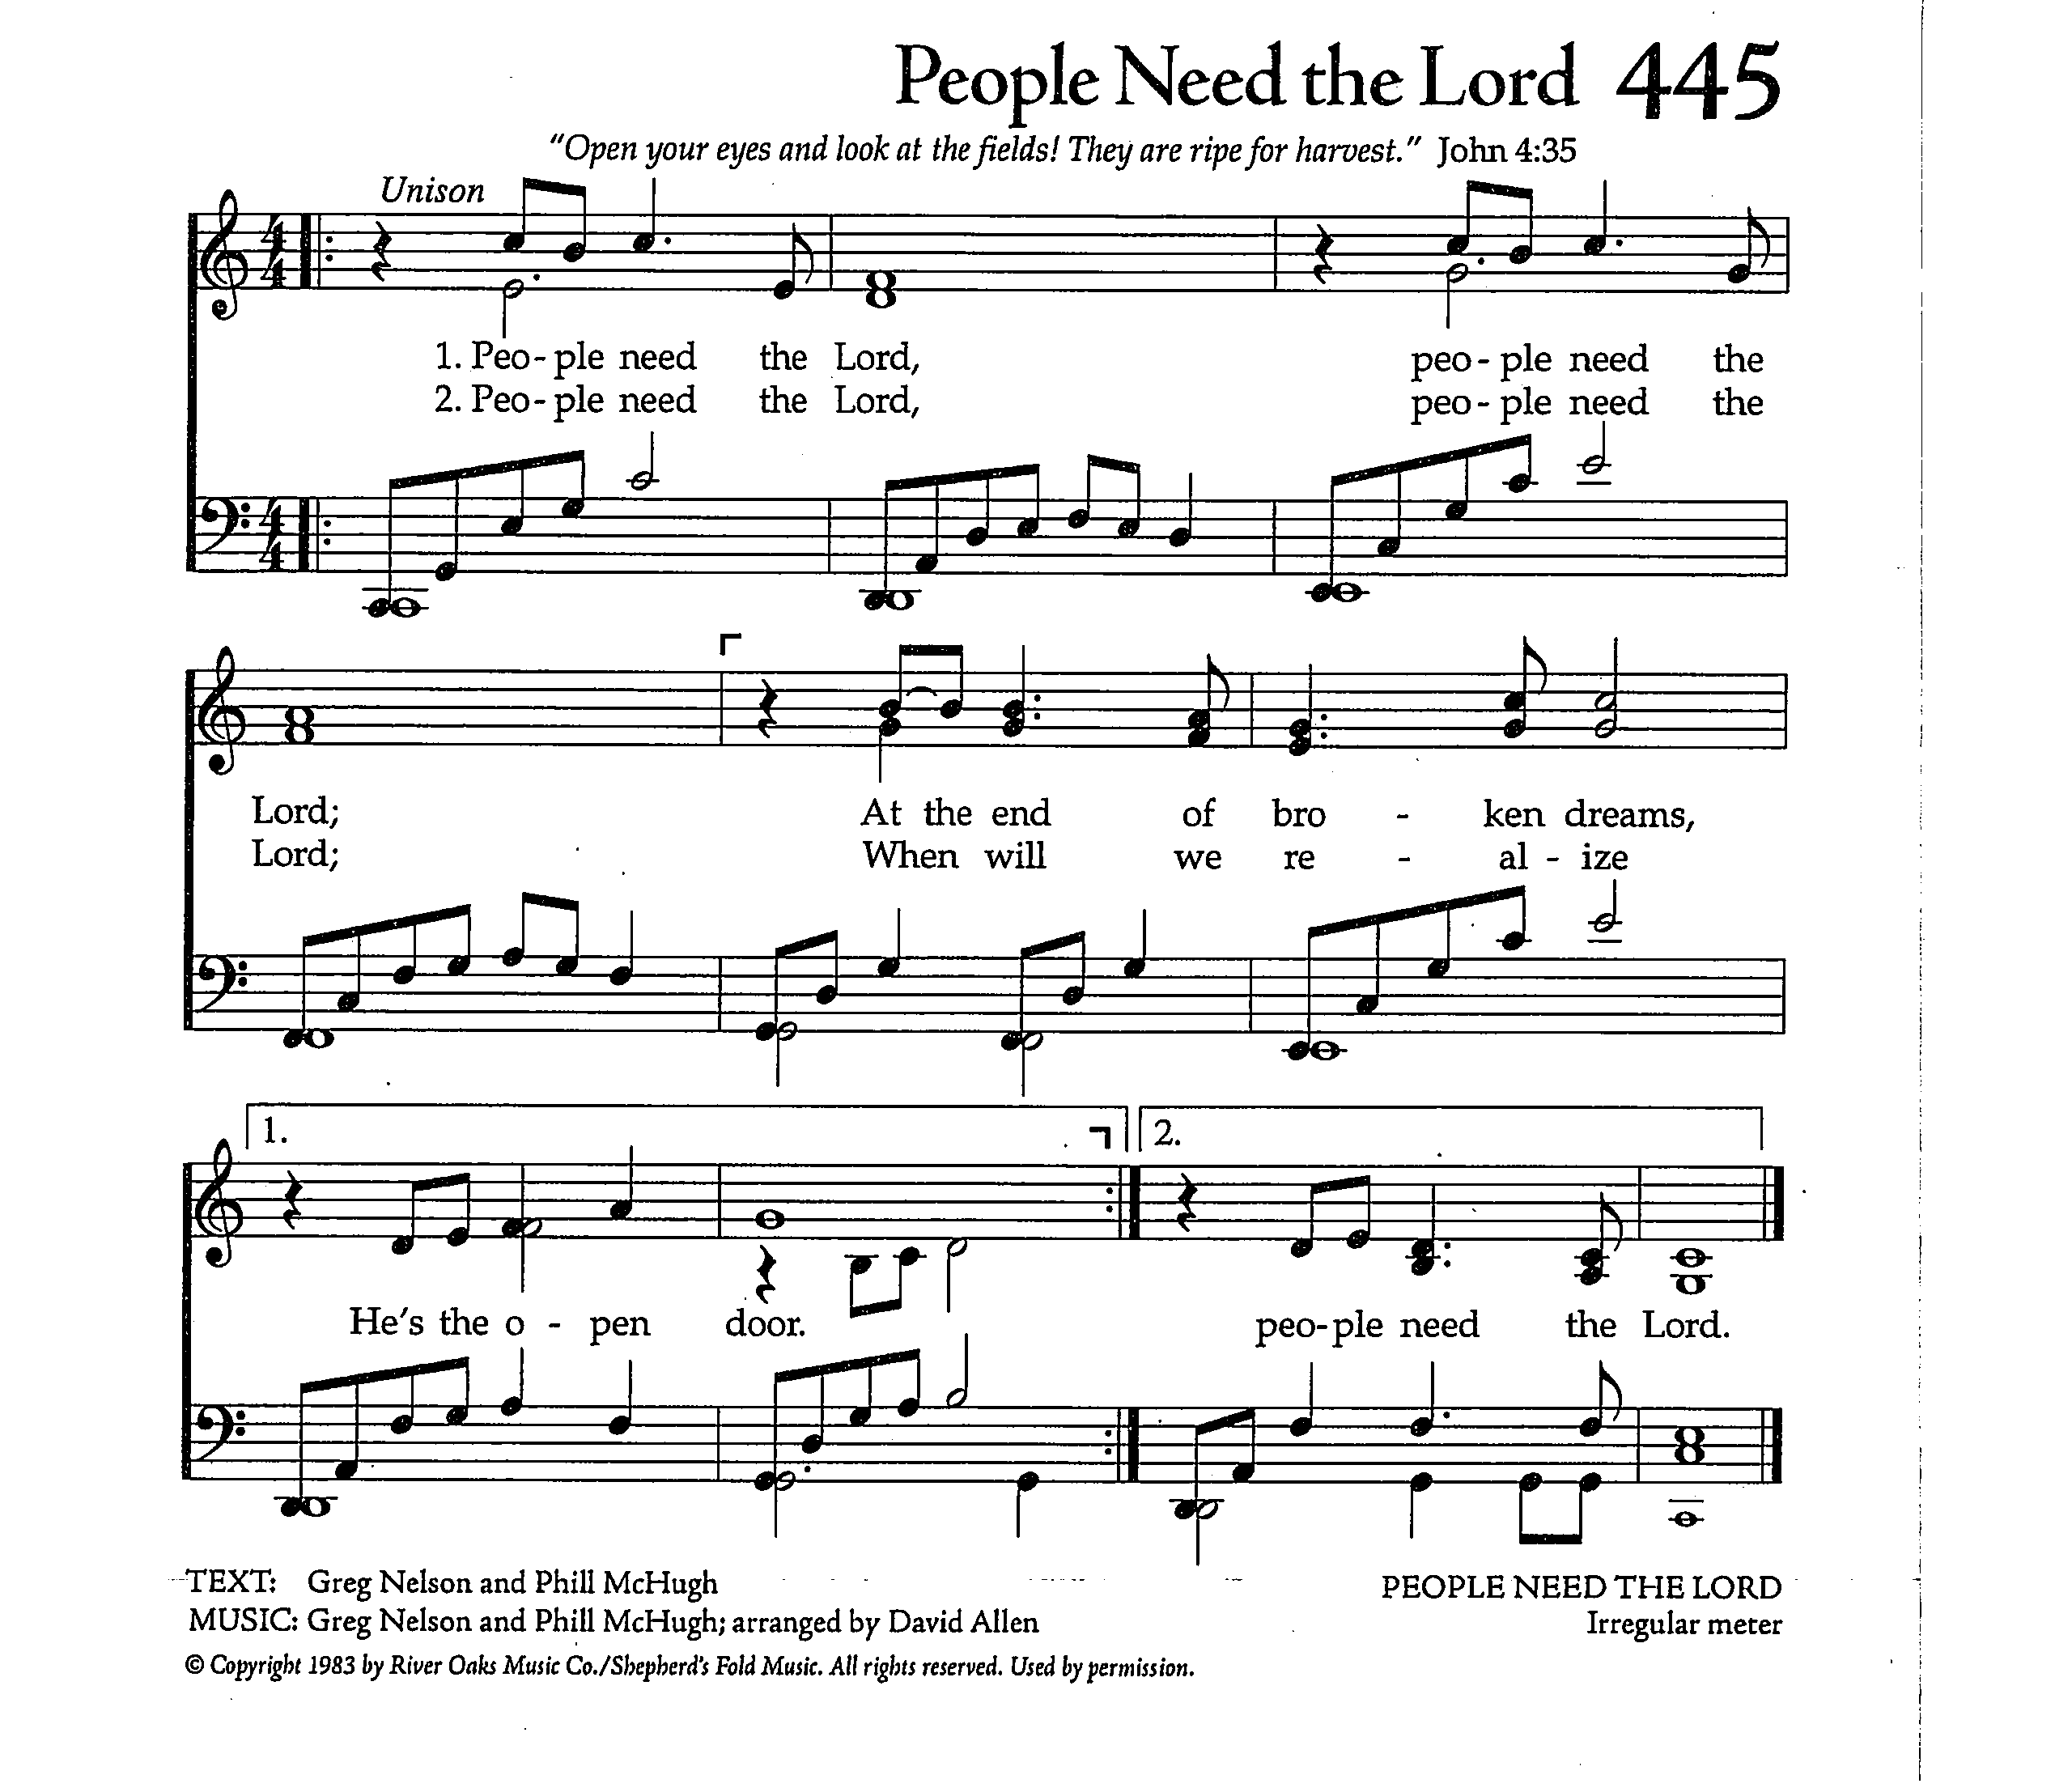 People Need the Lord 445
"Open your eyes and look at the fields! They are ripe for harvest." John 4:35
Unison
1. Peo - ple need the Lord, peo - ple need the
2. Peo - ple need the Lord, peo - ple need the
Lord; At the end of bro - ken dreams,
Lord; When will we re - al - ize
1. 2.
He's the o - pen door. peo - ple need the Lord.
TEXT: Greg Nelson and Phill McHugh PEOPLE NEED THE LORD
MUSIC: Greg Nelson and Phill McHugh; arranged by David Allen Irregular meter
© Copyright 1983 by River Oaks Music Co./Shepherd's Fold Music. All rights reserved. Used by permission.